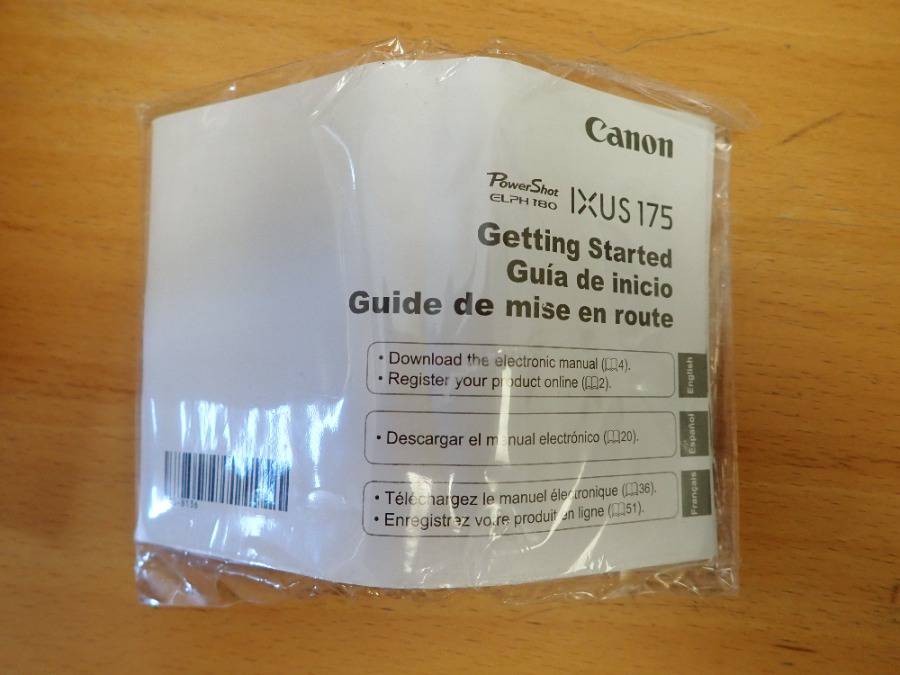 Canon
PowerShot
ELPH 180
IXUS 175
Getting Started
Guía de inicio
Guide de mise en route
• Download the electronic manual (4).
• Register your product online (2).
English
• Descargar el manual electrónico (20).
Español
• Téléchargez le manuel électronique (36).
• Enregistrez votre produit en ligne (51).
Français